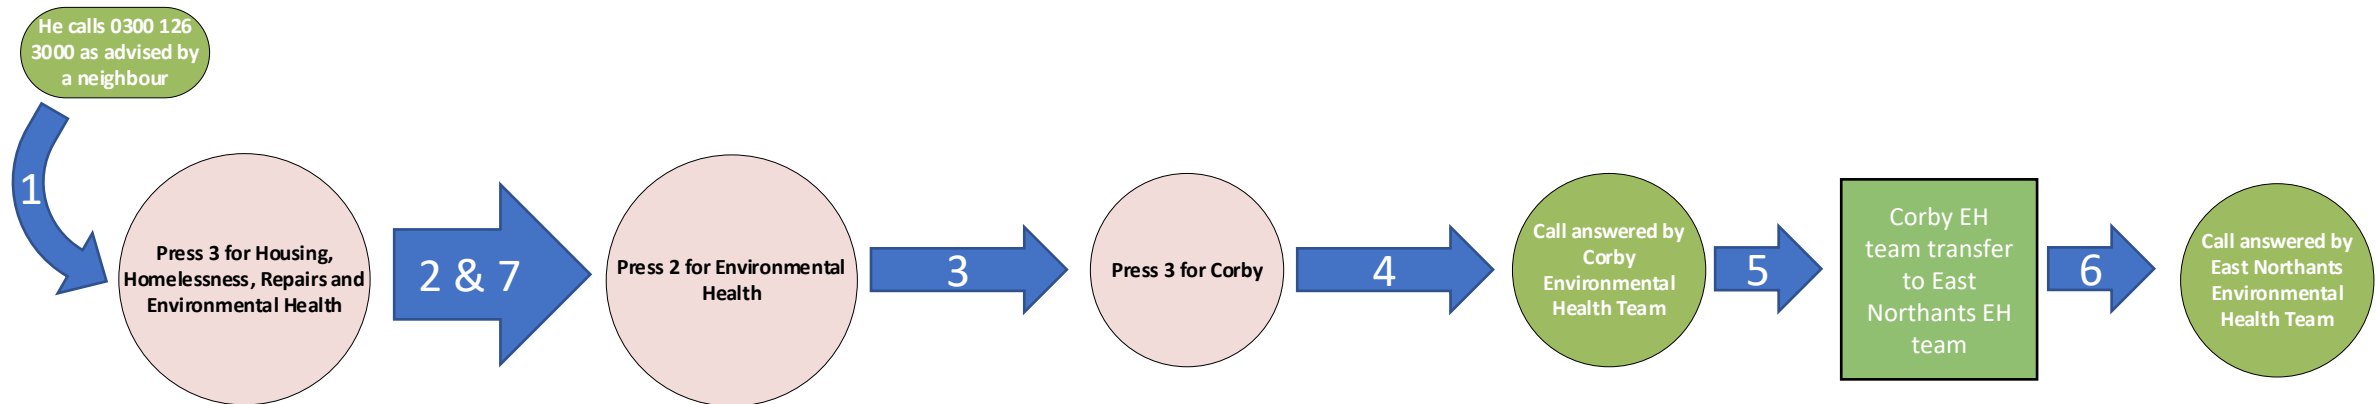 He calls 0300 126
3000 as advised by
a neighbour
1
Press 3 for Housing,
Homelessness, Repairs and
Environmental Health
2 & 7
Press 2 for Environmental
Health
3
Press 3 for Corby
4
Call answered by
Corby
Environmental
Health Team
5
Corby EH
team transfer
to East
Northants EH
team
6
Call answered by
East Northants
Environmental
Health Team